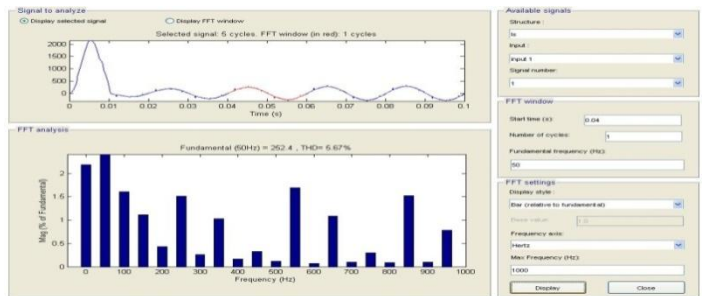 Signal to analyze
Display selected signal
Display FFT window
Selected signal: 5 cycles. FFT window (in red): 1 cycles
2000
1500
1000
500
0
0 0.01 0.02 0.03 0.04 0.05 0.06 0.07 0.08 0.09 0.1
Time (s)
FFT analysis
Fundamental (50Hz) = 252.4 , THD= 5.67%
Mag (% of Fundamental)
2
1.5
1
0.5
0
0 100 200 300 400 500 600 700 800 900 1000
Frequency (Hz)
Available signals
Structure :
Is
Input :
input 1
Signal number:
1
FFT window
Start time (s): 0.04
Number of cycles: 1
Fundamental frequency (Hz):
50
FFT settings
Display style :
Bar (relative to fundamental)
Base value: 1.0
Frequency axis:
Hertz
Max Frequency (Hz):
1000
Display
Close